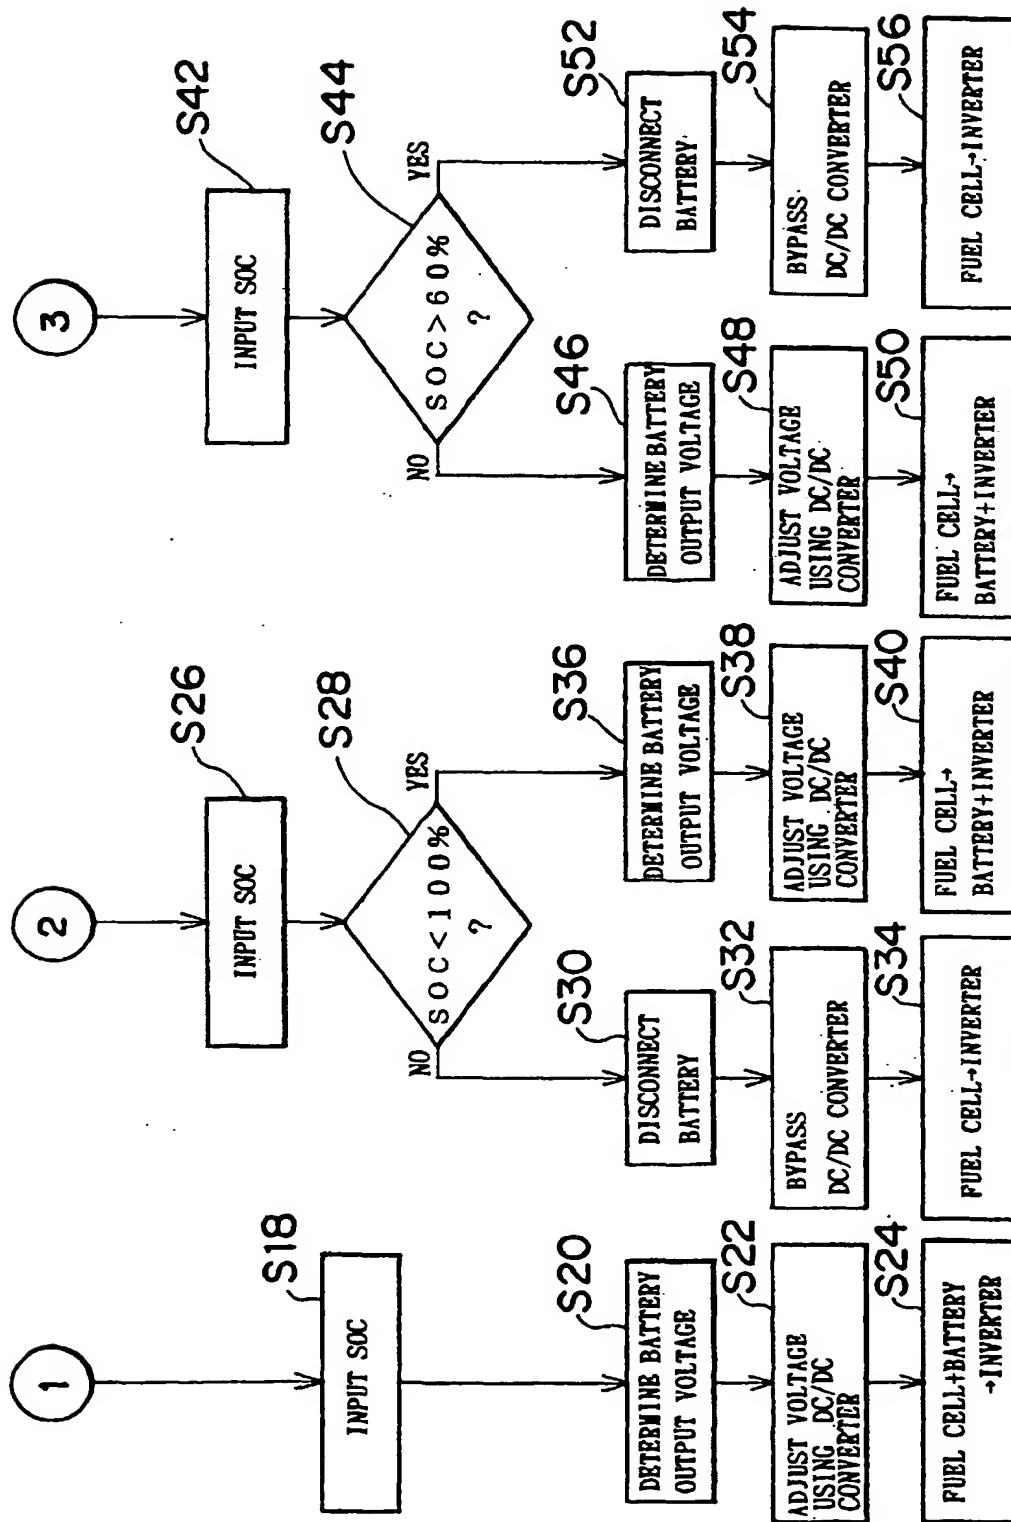 1
S18
INPUT SOC
S20
DETERMINE BATTERY
OUTPUT VOLTAGE
S22
ADJUST VOLTAGE
USING DC/DC
CONVERTER
S24
FUEL CELL+BATTERY
→INVERTER
2
S26
INPUT SOC
S28
SOC<100%
?
NO
YES
S30
DISCONNECT
BATTERY
S32
BYPASS
DC/DC CONVERTER
S34
FUEL CELL→INVERTER
S36
DETERMINE BATTERY
OUTPUT VOLTAGE
S38
ADJUST VOLTAGE
USING DC/DC
CONVERTER
S40
FUEL CELL→
BATTERY+INVERTER
3
S42
INPUT SOC
S44
SOC>60%
?
NO
YES
S46
DETERMINE BATTERY
OUTPUT VOLTAGE
S48
ADJUST VOLTAGE
USING DC/DC
CONVERTER
S50
FUEL CELL→
BATTERY+INVERTER
S52
DISCONNECT
BATTERY
S54
BYPASS
DC/DC CONVERTER
S56
FUEL CELL→INVERTER